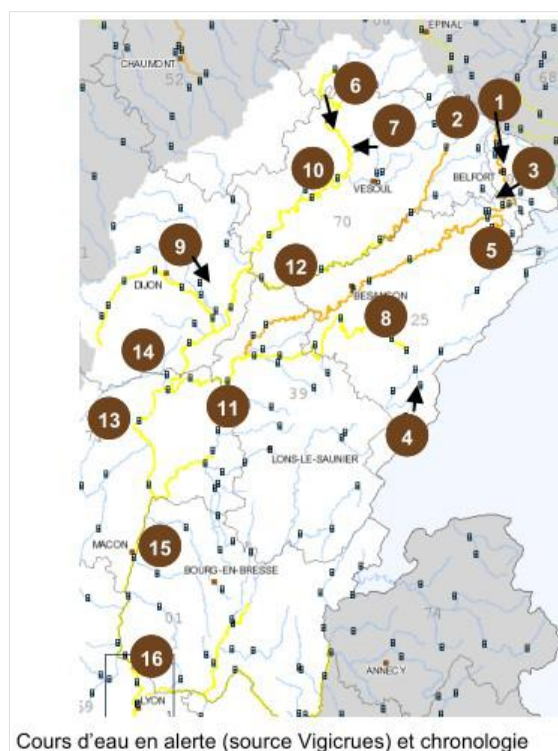 ÉPINAL
CHAUMONT
52
68
6
1
2
7
3
BELFORT
10
VESOUL
70
9
5
12
DIJON
BESANCON
8
25
14
11
39
4
13
LONS-LE-SAUNIER
MACON
15
BOURG-EN-BRESSE
01
74
16
ANNECY
LYON
69
Cours d'eau en alerte (source Vigicrues) et chronologie